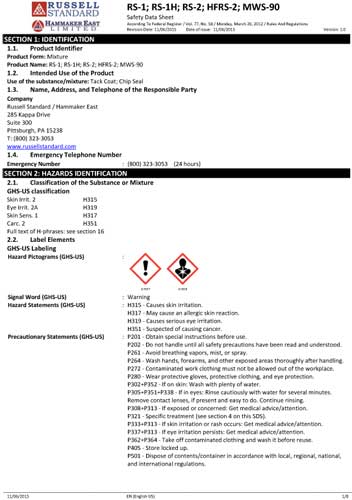 RUSSELL
STANDARD
HAMMAKER EAST
LIMITED
RS-1; RS-1H; RS-2; HFRS-2; MWS-90
Safety Data Sheet
According To Federal Register / Vol. 77, No. 58 / Monday, March 26, 2012 / Rules And Regulations
Revision Date: 11/06/2015 Date of issue: 11/06/2015 Version: 1.0
SECTION 1: IDENTIFICATION
1.1. Product Identifier
Product Form: Mixture
Product Name: RS-1; RS-1H; RS-2; HFRS-2; MWS-90
1.2. Intended Use of the Product
Use of the substance/mixture: Tack Coat; Chip Seal
1.3. Name, Address, and Telephone of the Responsible Party
Company
Russell Standard / Hammaker East
285 Kappa Drive
Suite 300
Pittsburgh, PA 15238
T: (800) 323-3053
www.russellstandard.com
1.4. Emergency Telephone Number
Emergency Number : (800) 323-3053 (24 hours)
SECTION 2: HAZARDS IDENTIFICATION
2.1. Classification of the Substance or Mixture
GHS-US classification
Skin Irrit. 2 H315
Eye Irrit. 2A H319
Skin Sens. 1 H317
Carc. 2 H351
Full text of H-phrases: see section 16
2.2. Label Elements
GHS-US Labeling
Hazard Pictograms (GHS-US) :
GHS07 GHS08
Signal Word (GHS-US) : Warning
Hazard Statements (GHS-US) : H315 - Causes skin irritation.
H317 - May cause an allergic skin reaction.
H319 - Causes serious eye irritation.
H351 - Suspected of causing cancer.
Precautionary Statements (GHS-US) : P201 - Obtain special instructions before use.
P202 - Do not handle until all safety precautions have been read and understood.
P261 - Avoid breathing vapors, mist, or spray.
P264 - Wash hands, forearms, and other exposed areas thoroughly after handling.
P272 - Contaminated work clothing must not be allowed out of the workplace.
P280 - Wear protective gloves, protective clothing, and eye protection.
P302+P352 - If on skin: Wash with plenty of water.
P305+P351+P338 - If in eyes: Rinse cautiously with water for several minutes.
Remove contact lenses, if present and easy to do. Continue rinsing.
P308+P313 - If exposed or concerned: Get medical advice/attention.
P321 - Specific treatment (see section 4 on this SDS).
P333+P313 - If skin irritation or rash occurs: Get medical advice/attention.
P337+P313 - If eye irritation persists: Get medical advice/attention.
P362+P364 - Take off contaminated clothing and wash it before reuse.
P405 - Store locked up.
P501 - Dispose of contents/container in accordance with local, regional, national,
and international regulations.
11/06/2015 EN (English US) 1/8